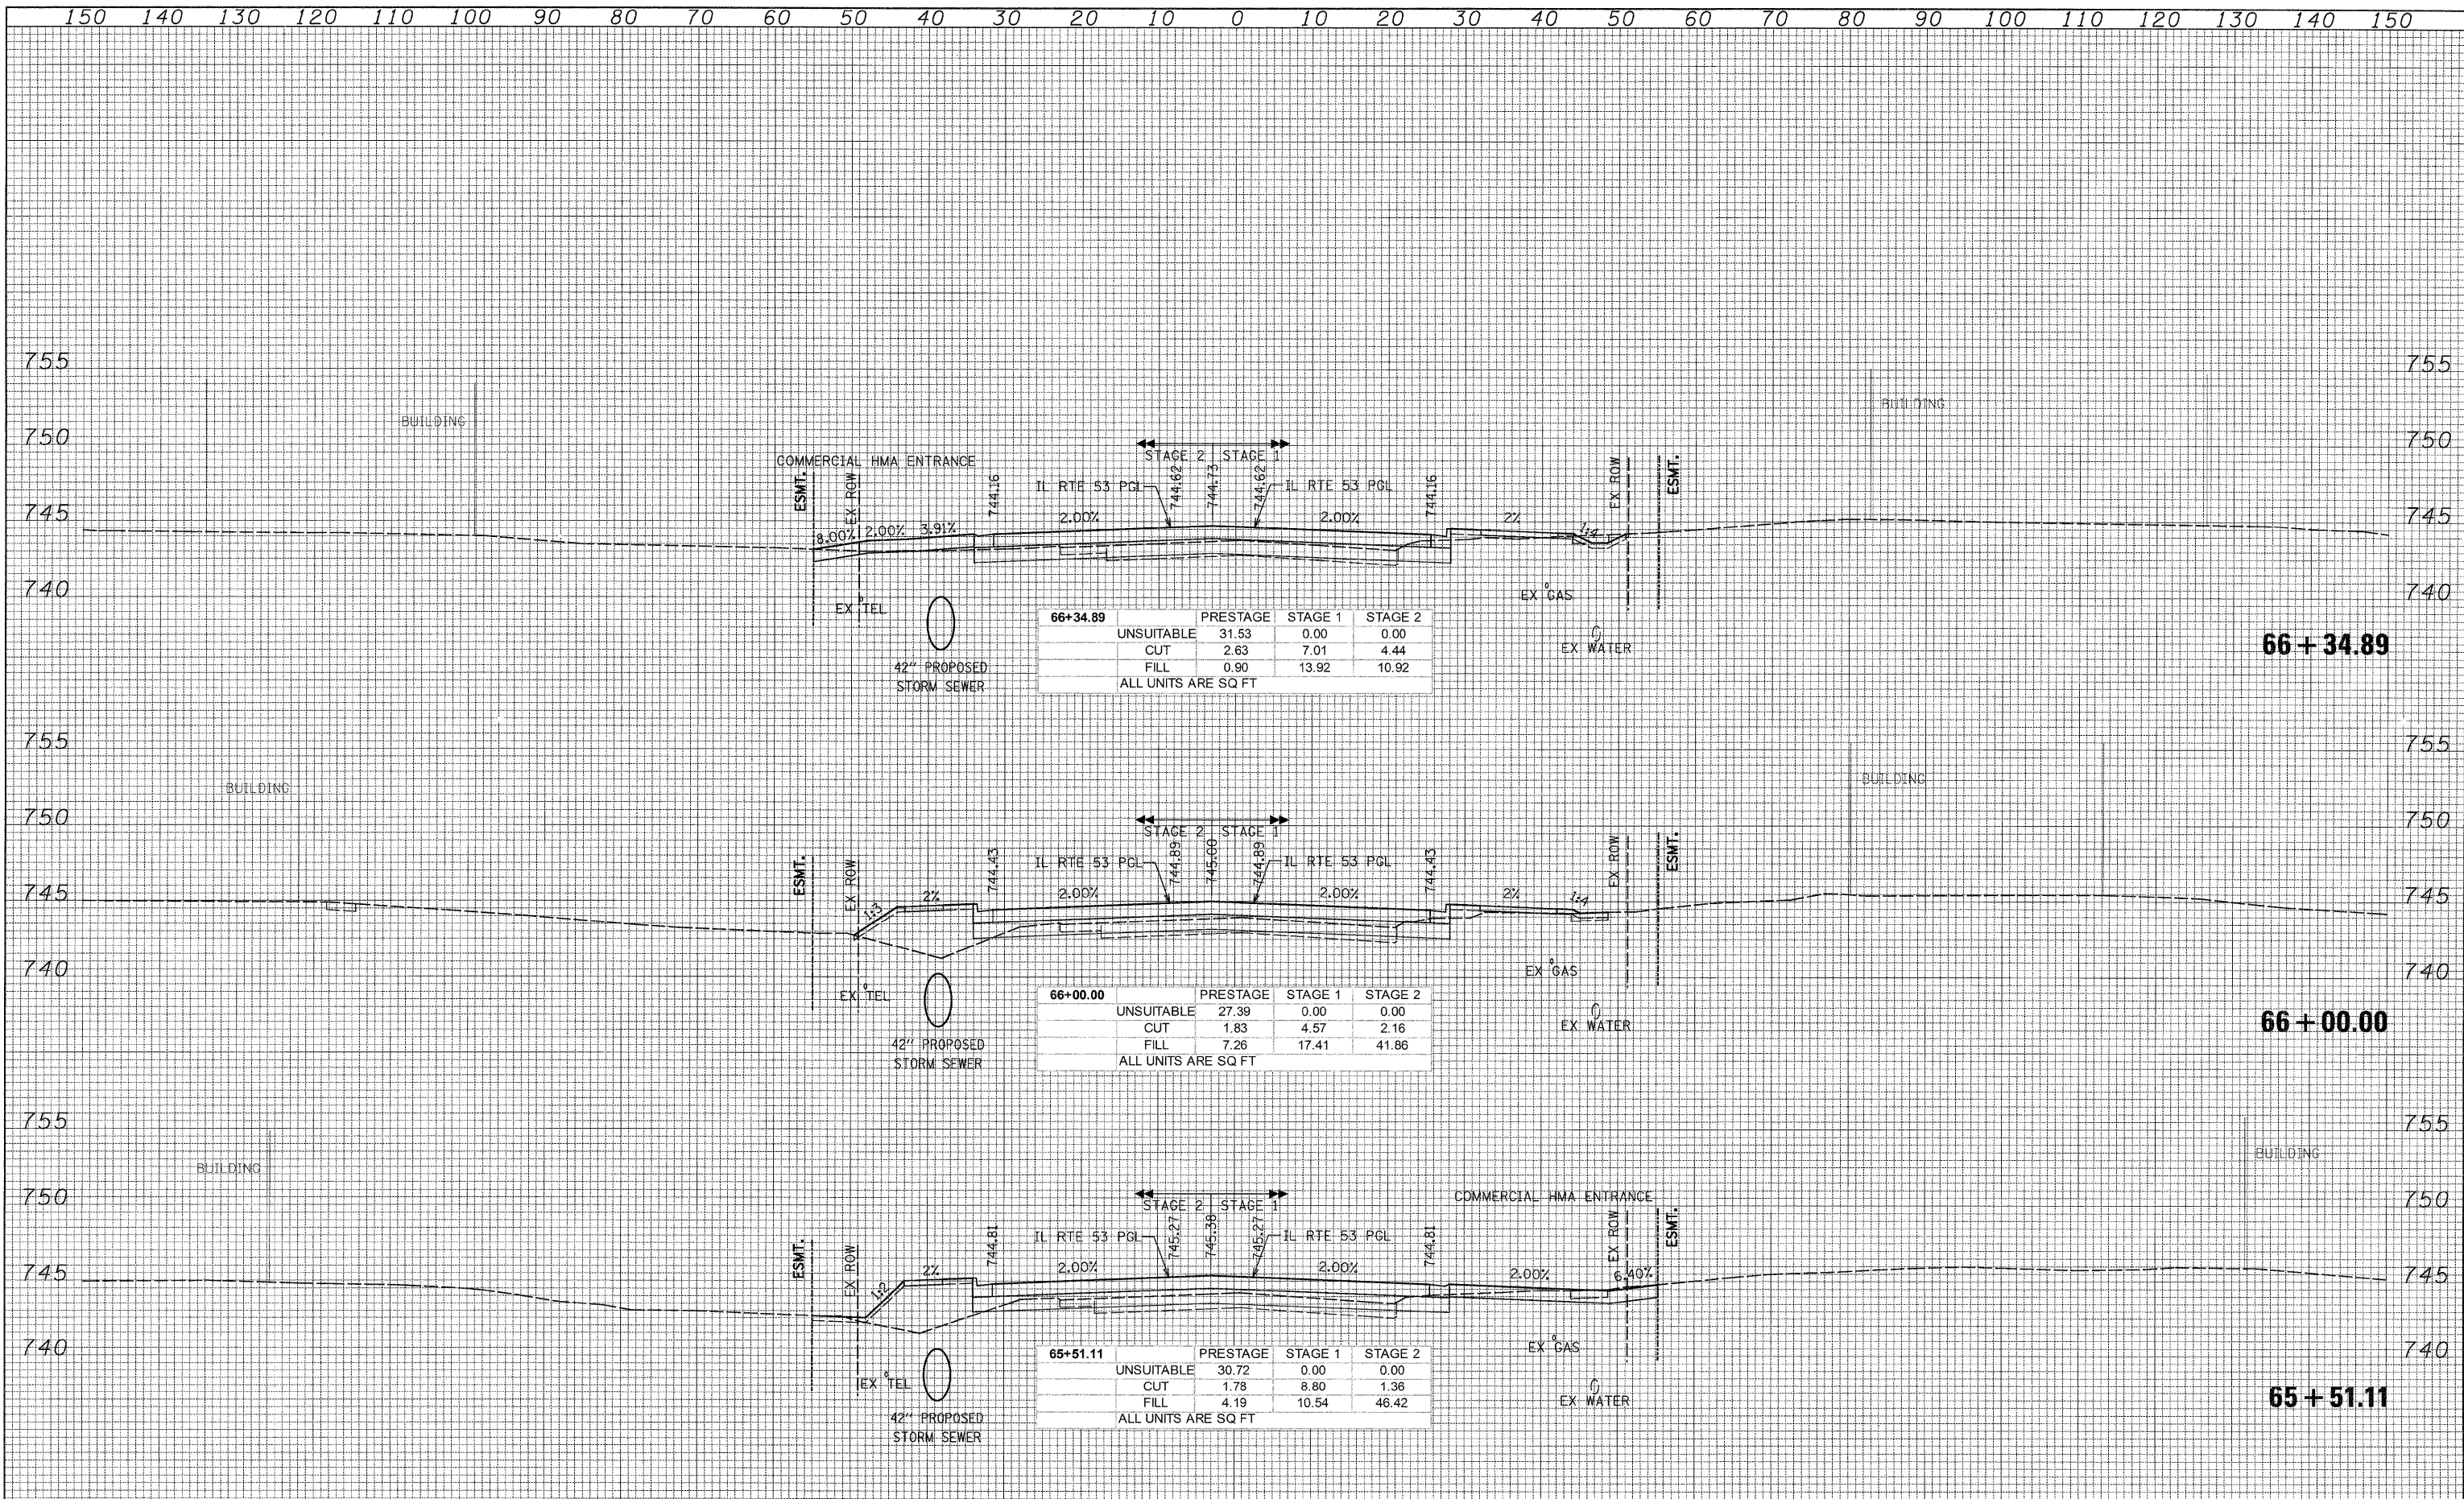 150 140 130 120 110 100 90 80 70 60 50 40 30 20 10 0 10 20 30 40 50 60 70 80 90 100 110 120 130 140 150
755 755
BUILDING BUILDING
750 750
COMMERCIAL HMA ENTRANCE
STAGE 2 STAGE 1
ESMT. EX ROW 744.16 IL RTE 53 PGL 744.62 744.73 744.62 IL RTE 53 PGL 744.16 EX ROW ESMT.
745 745
8.00% 2.00% 3.91% 2.00% 2.00% 2% 1:4
740 740
EX TEL EX GAS
42" PROPOSED
STORM SEWER
EX WATER
66+34.89 PRESTAGE STAGE 1 STAGE 2
UNSUITABLE 31.53 0.00 0.00
CUT 2.63 7.01 4.44
FILL 0.90 13.92 10.92
ALL UNITS ARE SQ FT
66 + 34.89
755 755
BUILDING BUILDING
750 750
STAGE 2 STAGE 1
ESMT. EX ROW 744.43 IL RTE 53 PGL 744.89 745.00 744.89 IL RTE 53 PGL 744.43 EX ROW ESMT.
745 745
1:3 2% 2.00% 2.00% 2% 1:4
740 740
EX TEL EX GAS
42" PROPOSED
STORM SEWER
EX WATER
66+00.00 PRESTAGE STAGE 1 STAGE 2
UNSUITABLE 27.39 0.00 0.00
CUT 1.83 4.57 2.16
FILL 7.26 17.41 41.86
ALL UNITS ARE SQ FT
66 + 00.00
755 755
BUILDING BUILDING
750 750
COMMERCIAL HMA ENTRANCE
STAGE 2 STAGE 1
ESMT. EX ROW 744.81 IL RTE 53 PGL 745.27 745.38 745.27 IL RTE 53 PGL 744.81 EX ROW ESMT.
745 745
1:2 2% 2.00% 2.00% 2.00% 6.40%
740 740
EX TEL EX GAS
42" PROPOSED
STORM SEWER
EX WATER
65+51.11 PRESTAGE STAGE 1 STAGE 2
UNSUITABLE 30.72 0.00 0.00
CUT 1.78 8.80 1.36
FILL 4.19 10.54 46.42
ALL UNITS ARE SQ FT
65 + 51.11